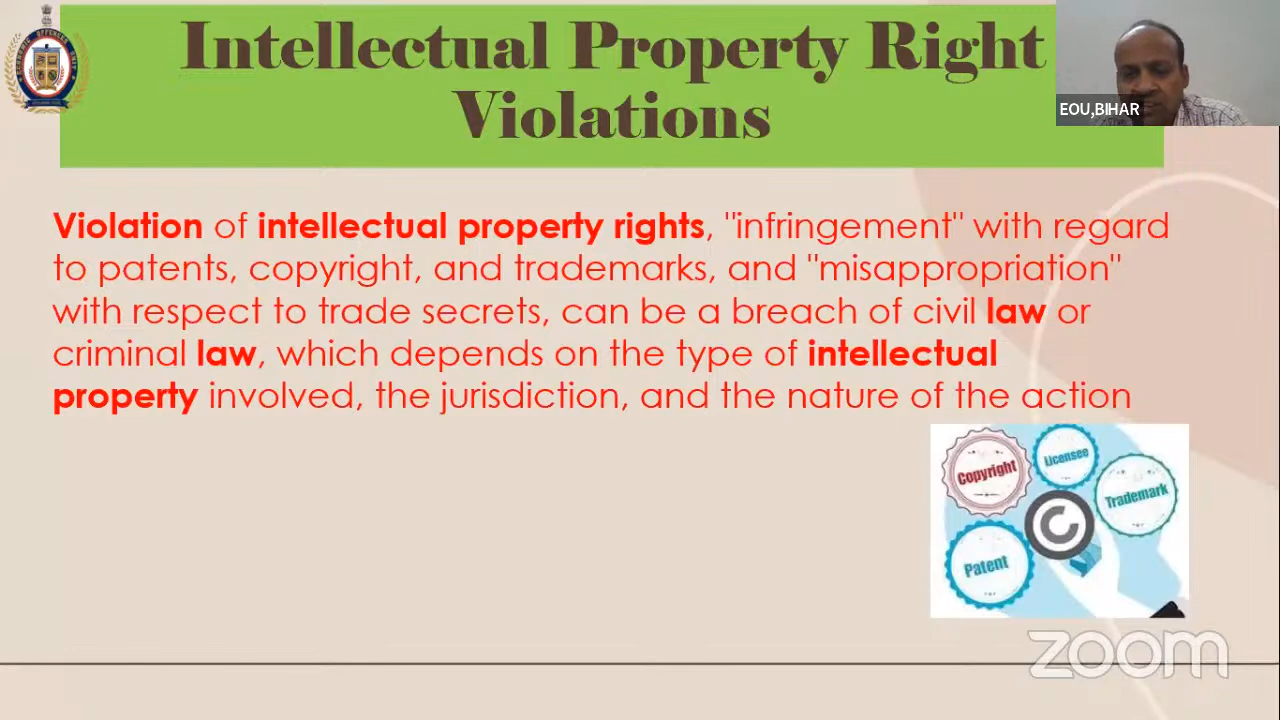 Intellectual Property Right
Violations
EOU,BIHAR
Violation of intellectual property rights, "infringement" with regard
to patents, copyright, and trademarks, and "misappropriation"
with respect to trade secrets, can be a breach of civil law or
criminal law, which depends on the type of intellectual
property involved, the jurisdiction, and the nature of the action
Copyright
Licensee
Trademark
C
Patent
zoom